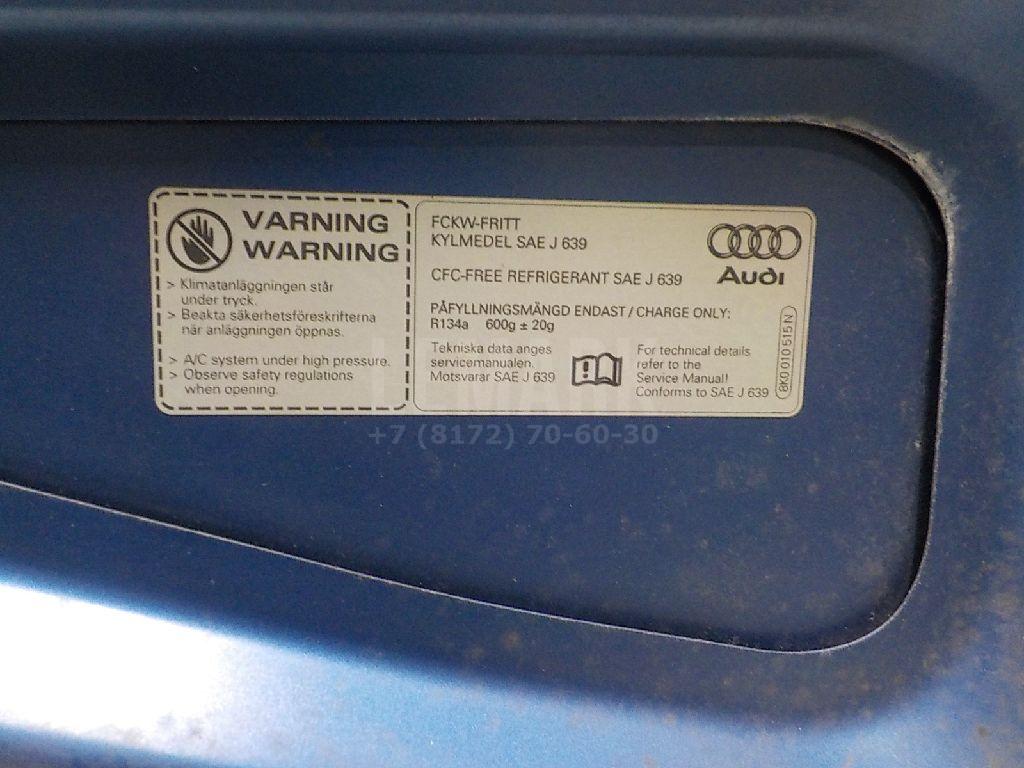 VARNING
WARNING
> Klimatanläggningen står
under tryck.
> Beakta säkerhetsföreskrifterna
när anläggningen öppnas.
> A/C system under high pressure.
> Observe safety regulations
when opening.
FCKW-FRITT
KYLMEDEL SAE J 639
CFC-FREE REFRIGERANT SAE J 639
PÅFYLLNINGSMÄNGD ENDAST / CHARGE ONLY:
R134a 600g ± 20g
Tekniska data anges
servicemanualen.
Motsvarar SAE J 639
For technical details
refer to the
Service Manual!
Conforms to SAE J 639
Audi
8K0 010 515 N
+7 (8172) 70-60-30